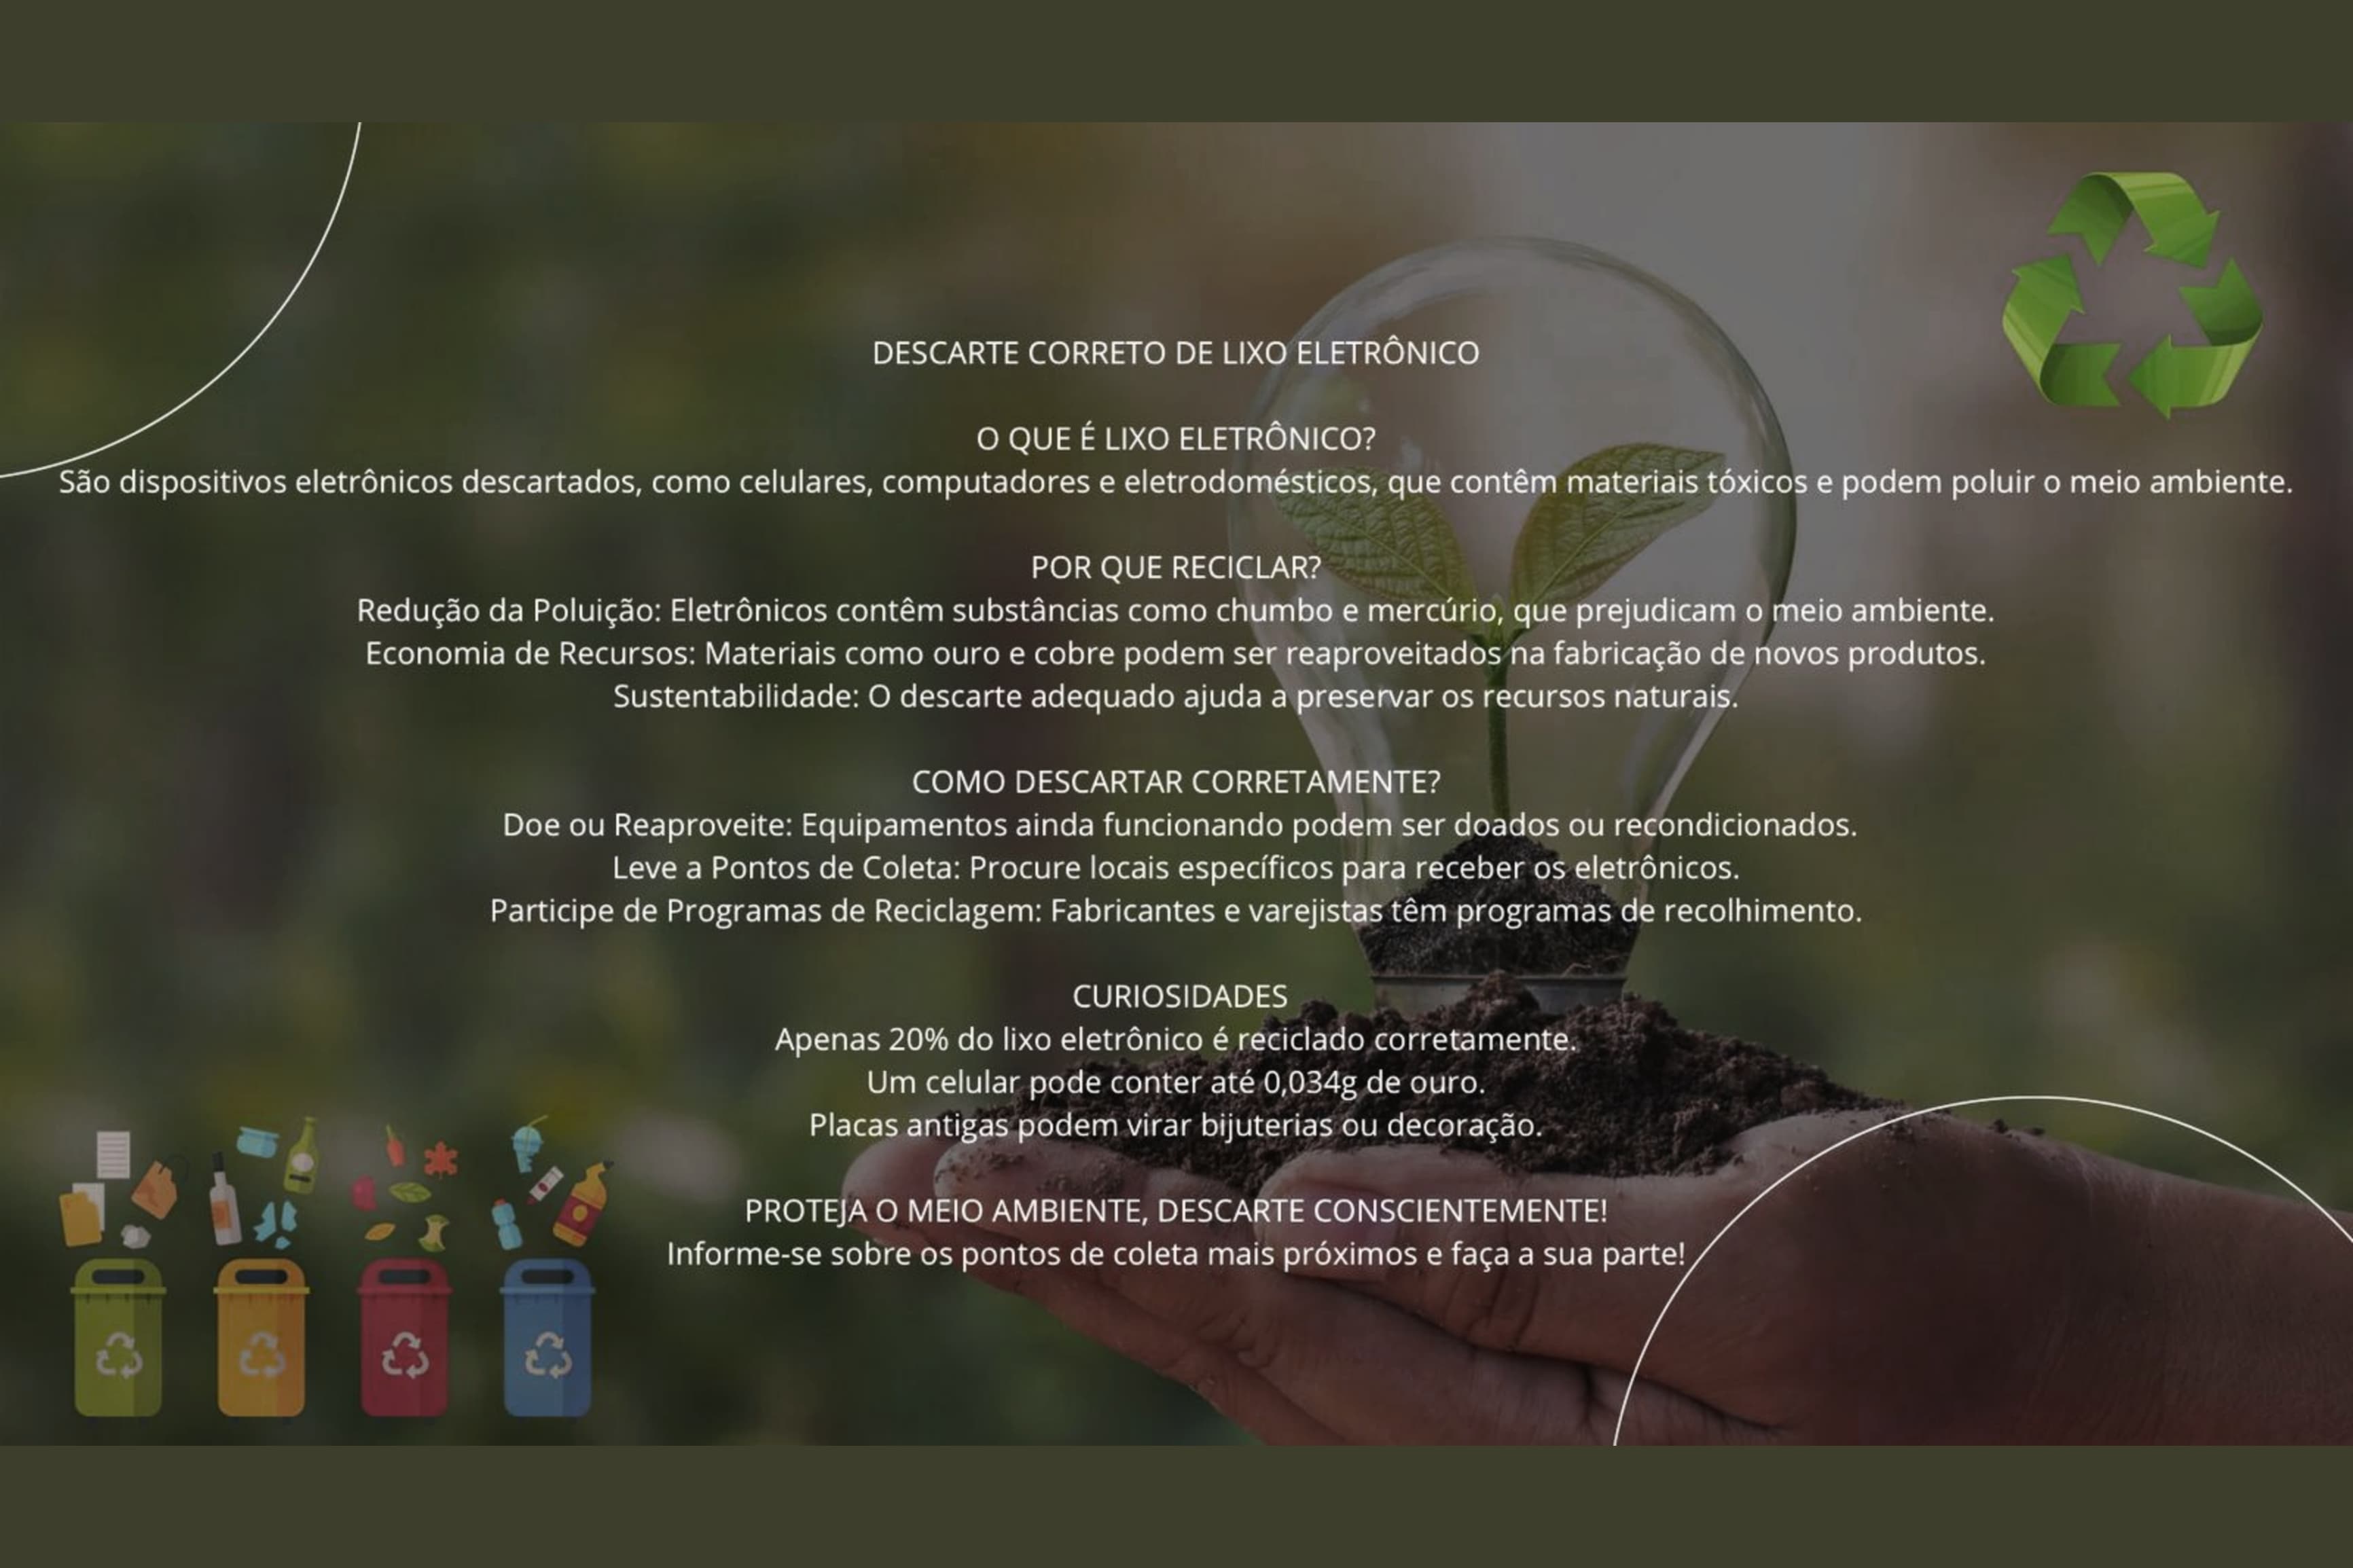 DESCARTE CORRETO DE LIXO ELETRÔNICO
O QUE É LIXO ELETRÔNICO?
São dispositivos eletrônicos descartados, como celulares, computadores e eletrodomésticos, que contêm materiais tóxicos e podem poluir o meio ambiente.
POR QUE RECICLAR?
Redução da Poluição: Eletrônicos contêm substâncias como chumbo e mercúrio, que prejudicam o meio ambiente.
Economia de Recursos: Materiais como ouro e cobre podem ser reaproveitados na fabricação de novos produtos.
Sustentabilidade: O descarte adequado ajuda a preservar os recursos naturais.
COMO DESCARTAR CORRETAMENTE?
Doe ou Reaproveite: Equipamentos ainda funcionando podem ser doados ou recondicionados.
Leve a Pontos de Coleta: Procure locais específicos para receber os eletrônicos.
Participe de Programas de Reciclagem: Fabricantes e varejistas têm programas de recolhimento.
CURIOSIDADES
Apenas 20% do lixo eletrônico é reciclado corretamente.
Um celular pode conter até 0,034g de ouro.
Placas antigas podem virar bijuterias ou decoração.
PROTEJA O MEIO AMBIENTE, DESCARTE CONSCIENTEMENTE!
Informe-se sobre os pontos de coleta mais próximos e faça a sua parte!